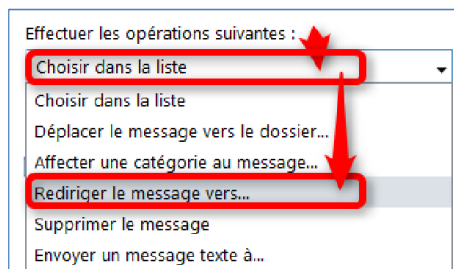 Effectuer les opérations suivantes :
Choisir dans la liste
Choisir dans la liste
Déplacer le message vers le dossier...
Affecter une catégorie au message...
Rediriger le message vers...
Supprimer le message
Envoyer un message texte à...